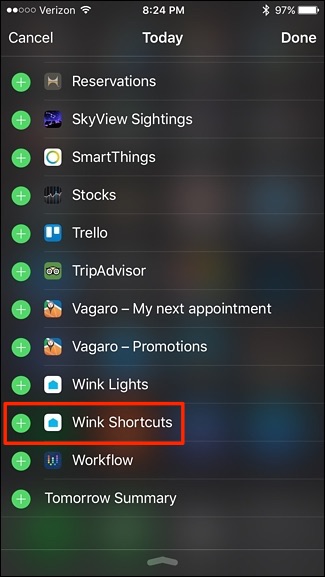 Verizon 8:24 PM 97%
Cancel Today Done
Reservations
SkyView Sightings
SmartThings
Stocks
Trello
TripAdvisor
Vagaro – My next appointment
Vagaro – Promotions
Wink Lights
Wink Shortcuts
Workflow
Tomorrow Summary